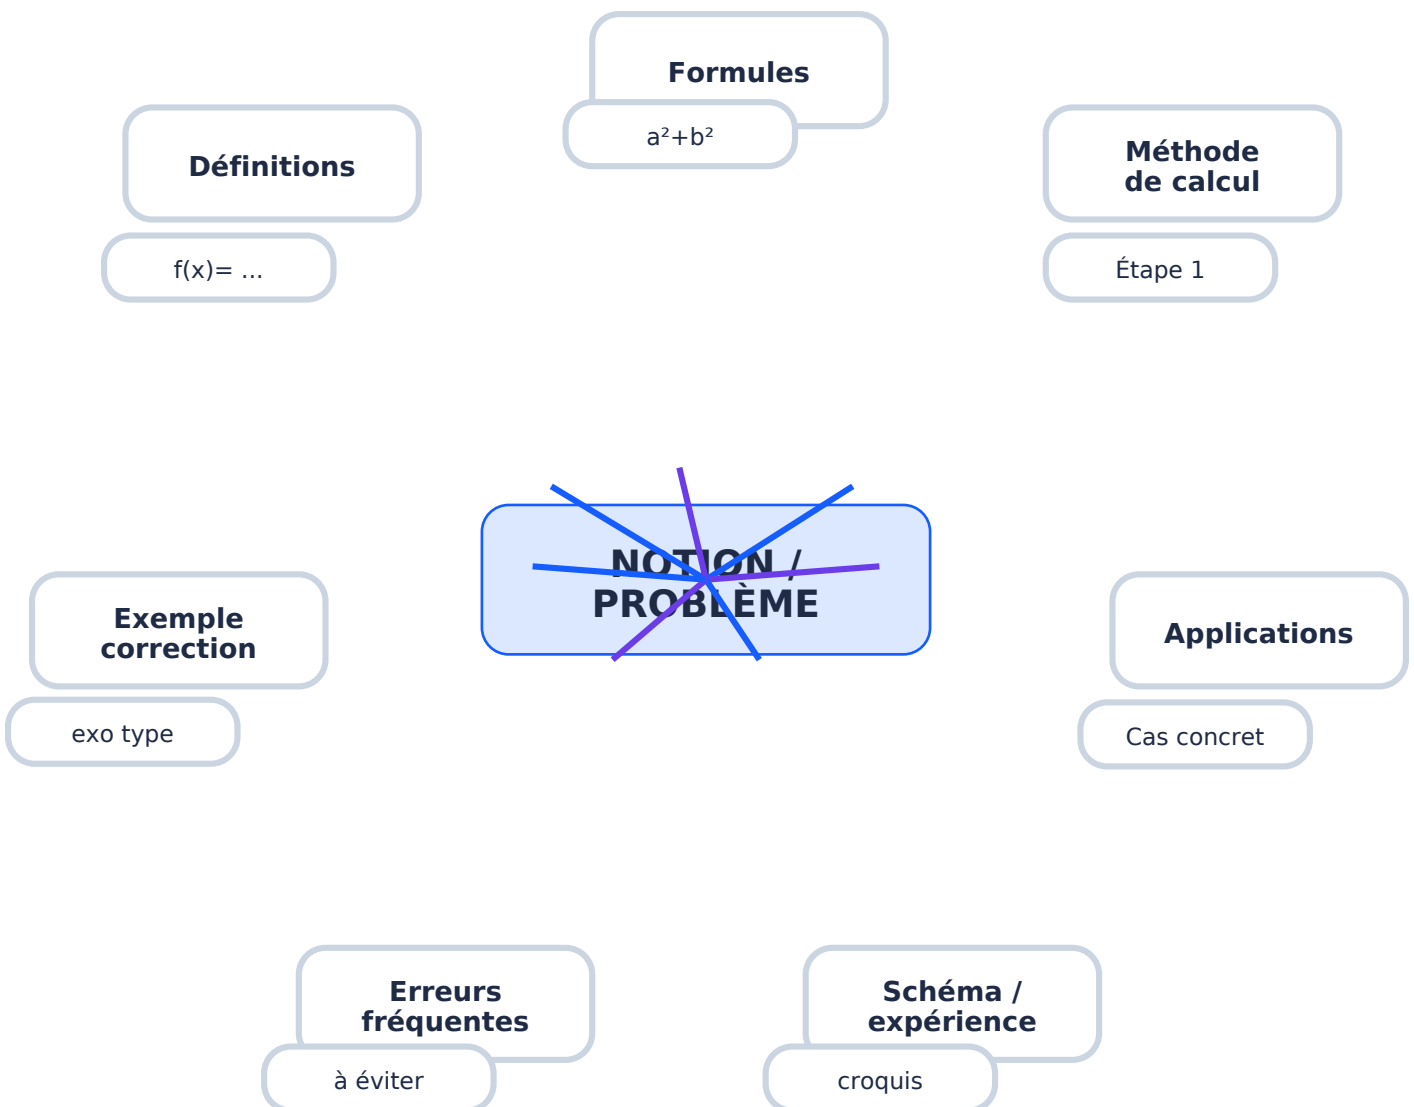 Formules
a²+b²
Définitions
f(x)= ...
Méthode
de calcul
Étape 1
NOTION /
PROBLÈME
Exemple
correction
exo type
Applications
Cas concret
Erreurs
fréquentes
à éviter
Schéma /
expérience
croquis